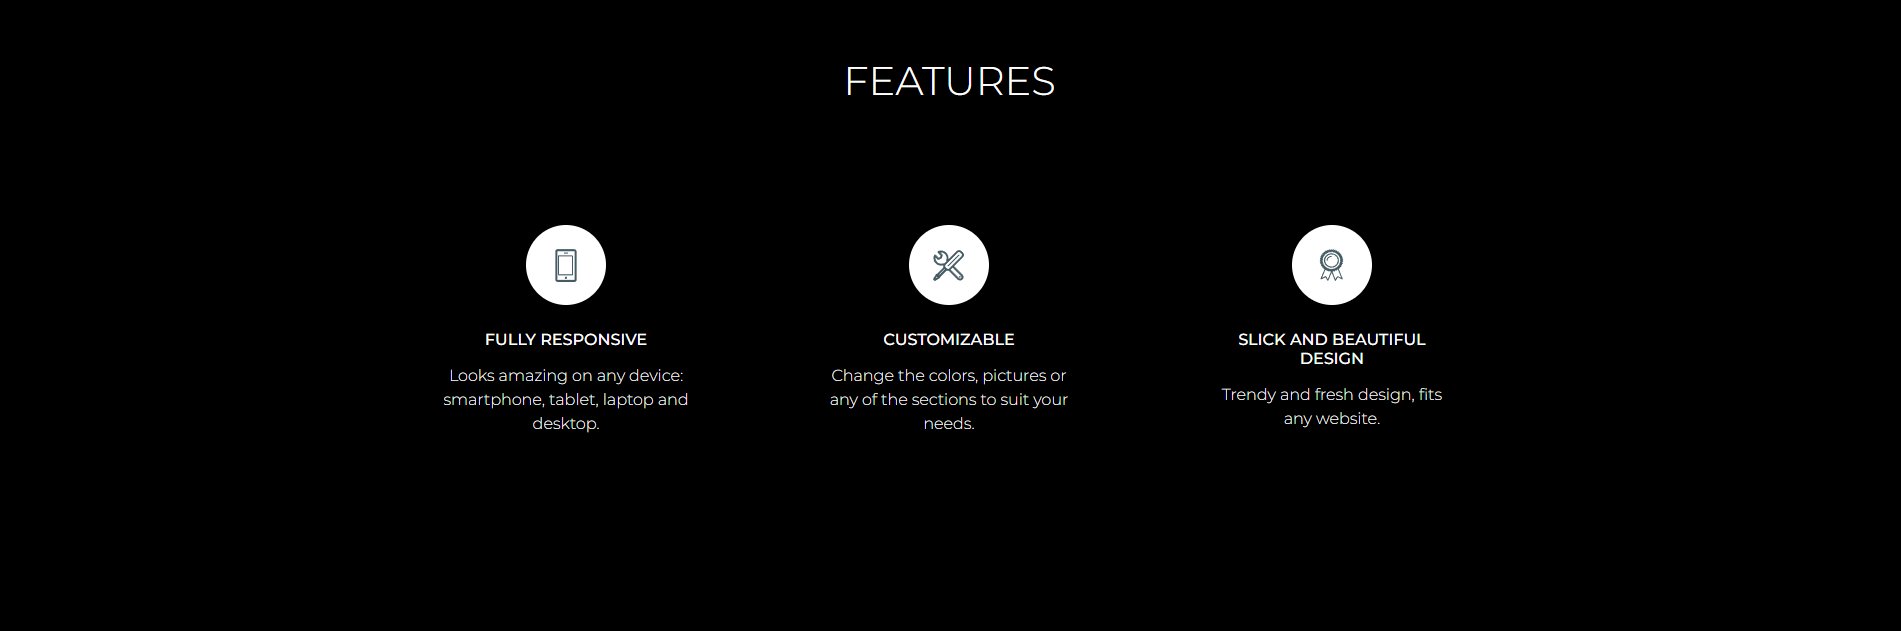 FEATURES
FULLY RESPONSIVE
Looks amazing on any device:
smartphone, tablet, laptop and
desktop.
CUSTOMIZABLE
Change the colors, pictures or
any of the sections to suit your
needs.
SLICK AND BEAUTIFUL
DESIGN
Trendy and fresh design, fits
any website.